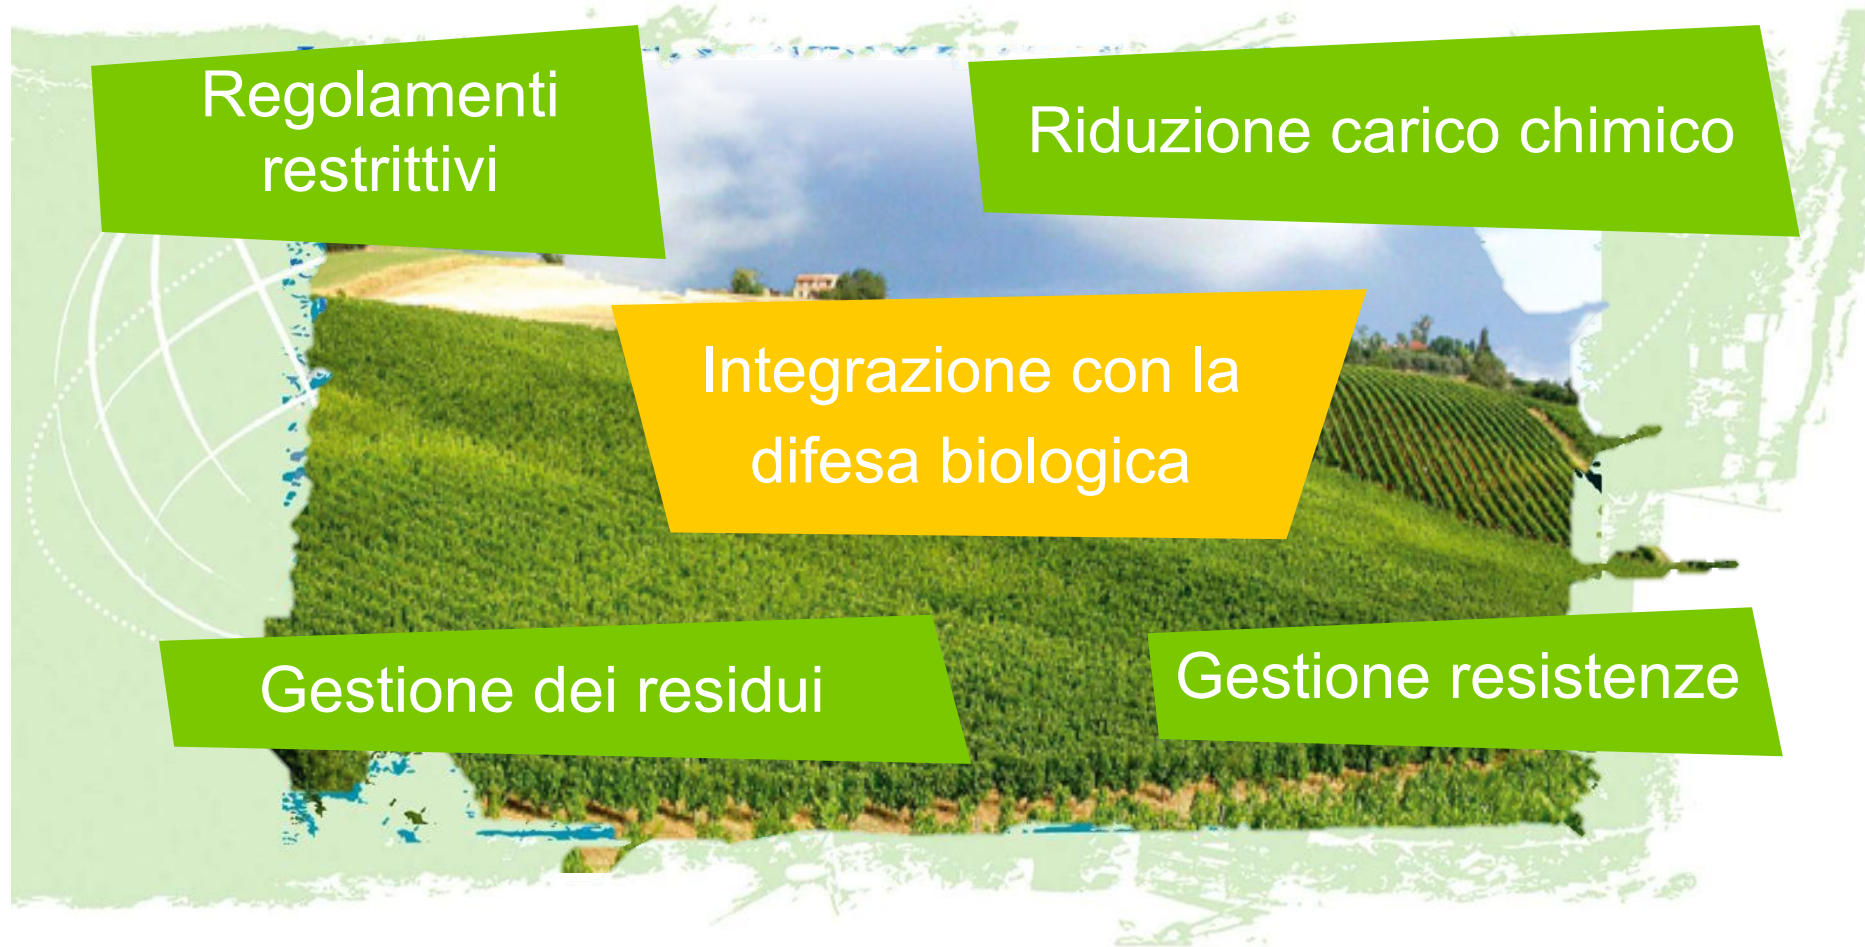 Regolamenti
restrittivi
Riduzione carico chimico
Integrazione con la
difesa biologica
Gestione dei residui
Gestione resistenze